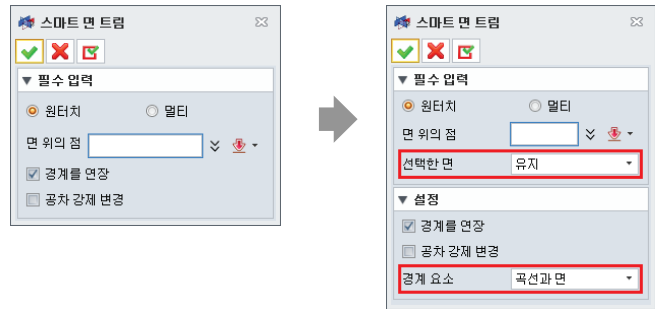 스마트 면 트림
▼ 필수 입력
원터치 멀티
면 위의 점
경계를 연장
공차 강제 변경
스마트 면 트림
▼ 필수 입력
원터치 멀티
면 위의 점
선택한 면 유지
▼ 설정
경계를 연장
공차 강제 변경
경계 요소 곡선과 면